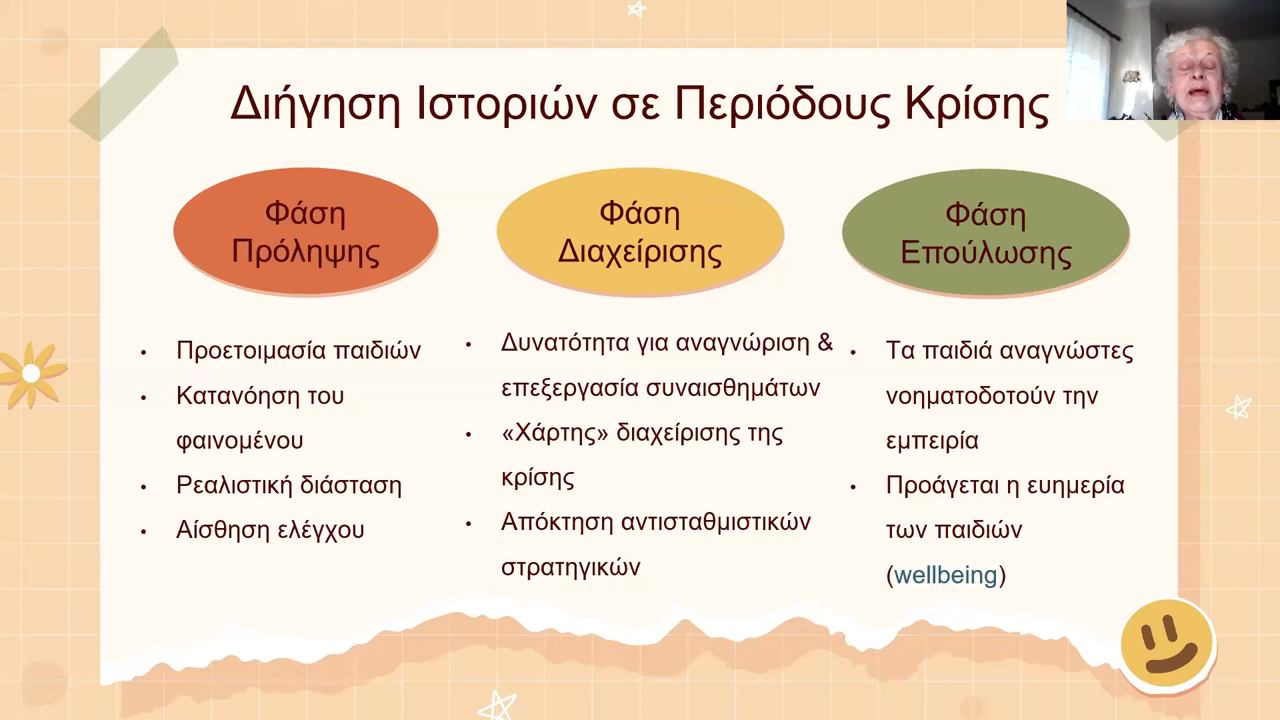 Διήγηση Ιστοριών σε Περιόδους Κρίσης
Φάση
Πρόληψης
• Προετοιμασία παιδιών
• Κατανόηση του
φαινομένου
• Ρεαλιστική διάσταση
• Αίσθηση ελέγχου
Φάση
Διαχείρισης
• Δυνατότητα για αναγνώριση &
επεξεργασία συναισθημάτων
• «Χάρτης» διαχείρισης της
κρίσης
• Απόκτηση αντισταθμιστικών
στρατηγικών
Φάση
Επούλωσης
• Τα παιδιά αναγνώστες
νοηματοδοτούν την
εμπειρία
• Προάγεται η ευημερία
των παιδιών
(wellbeing)